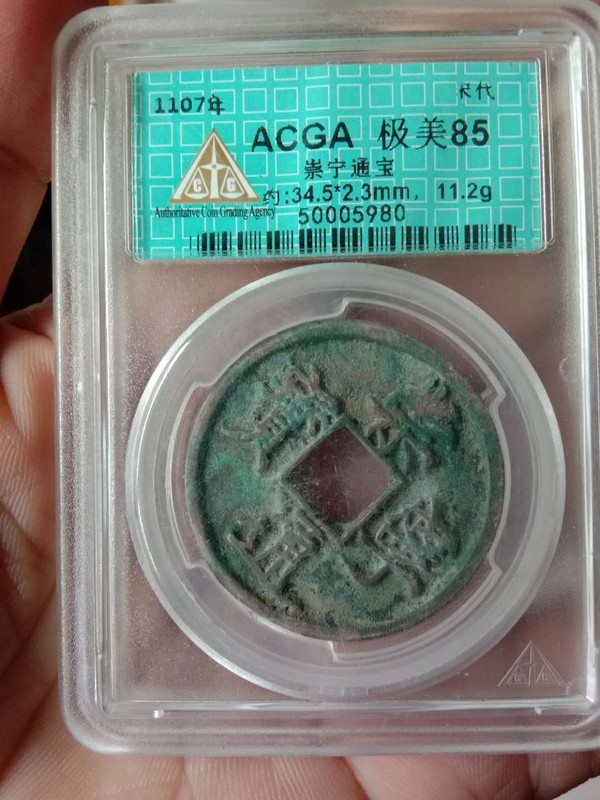 1107年 代
ACGA 极美85
崇宁通宝
约:34.5*2.3mm, 11.2g
Authoritative Coin Grading Agency
50005980